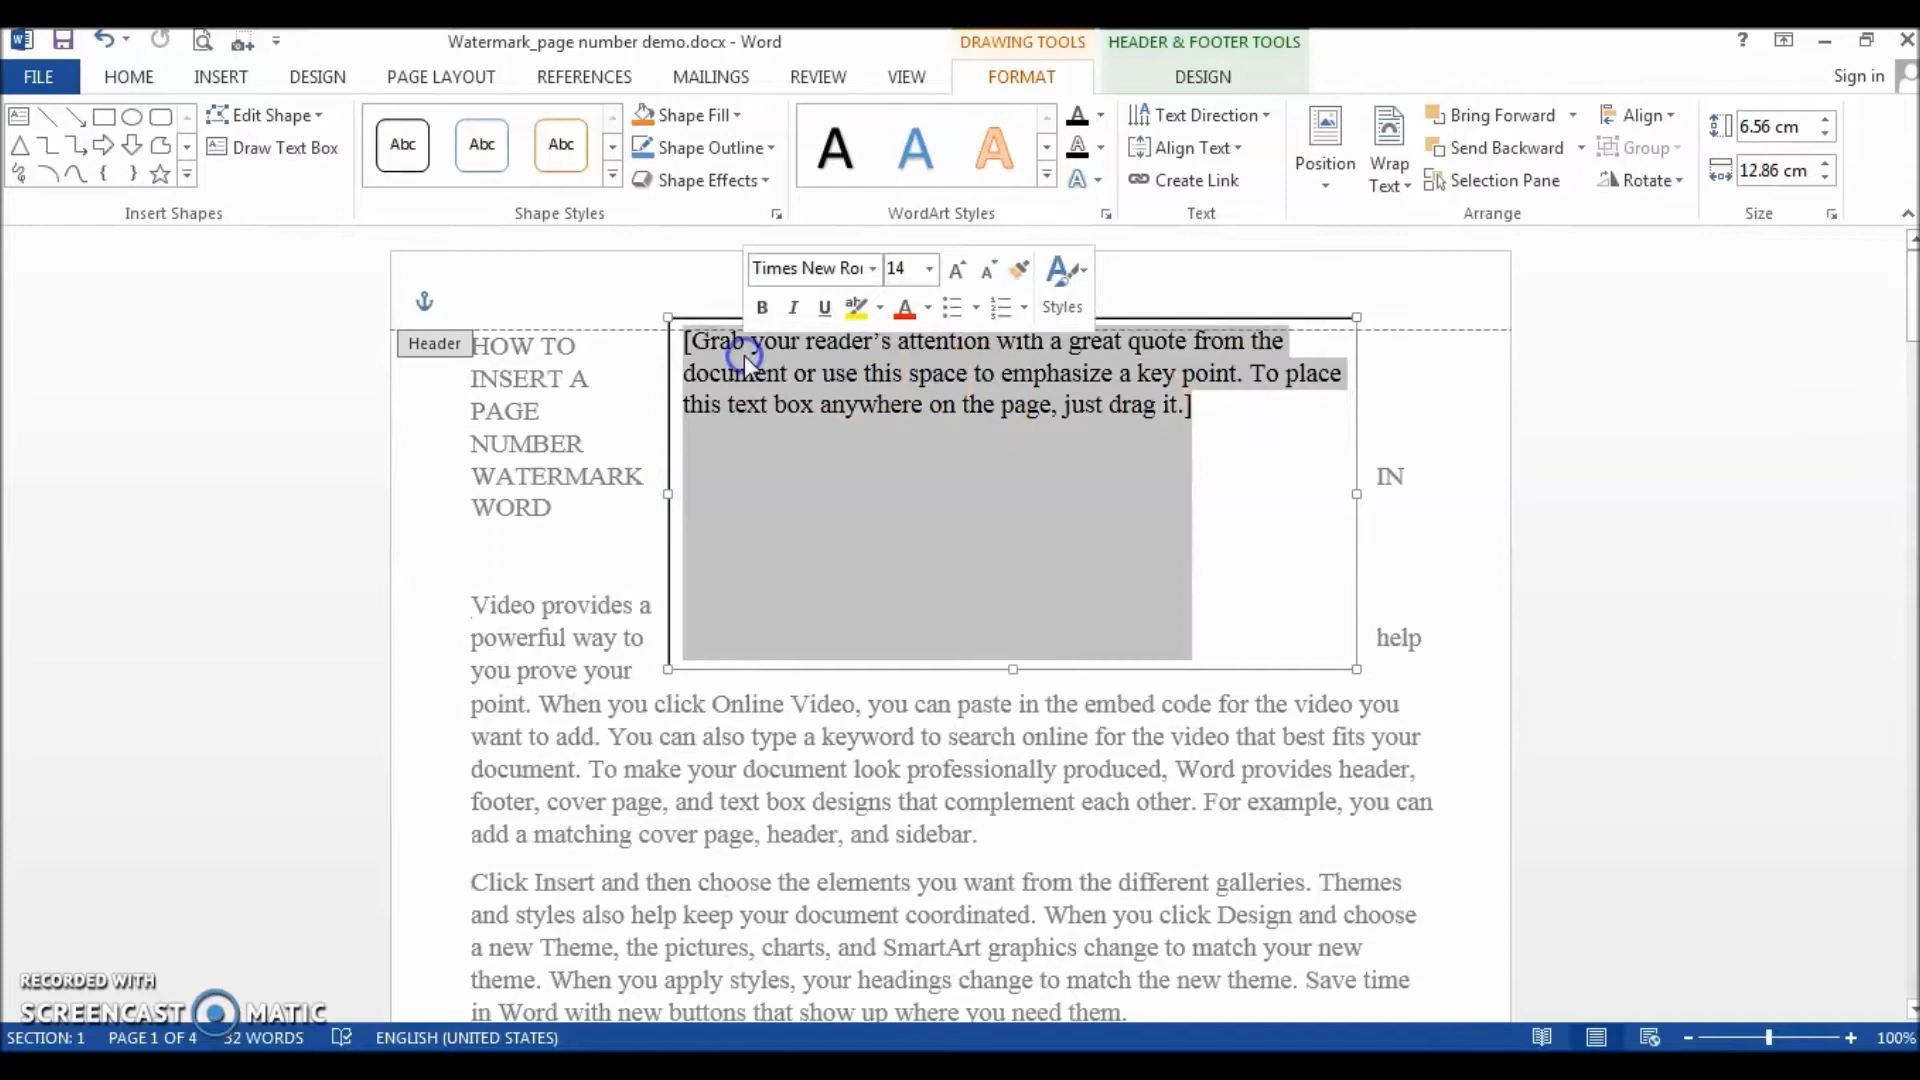 Watermark_page number demo.docx - Word
DRAWING TOOLS
HEADER & FOOTER TOOLS
?
FILE
HOME
INSERT
DESIGN
PAGE LAYOUT
REFERENCES
MAILINGS
REVIEW
VIEW
FORMAT
DESIGN
Sign in
Edit Shape
Draw Text Box
Insert Shapes
Abc
Abc
Abc
Shape Fill
Shape Outline
Shape Effects
Shape Styles
A
A
A
WordArt Styles
Text Direction
Align Text
Create Link
Text
Position
Wrap
Text
Bring Forward
Send Backward
Selection Pane
Align
Group
Rotate
Arrange
6.56 cm
12.86 cm
Size
Times New Ro
14
B I U
Styles
Header
HOW TO
INSERT A
PAGE
NUMBER
WATERMARK IN
WORD
[Grab your reader’s attention with a great quote from the
document or use this space to emphasize a key point. To place
this text box anywhere on the page, just drag it.]
Video provides a
powerful way to help
you prove your
point. When you click Online Video, you can paste in the embed code for the video you
want to add. You can also type a keyword to search online for the video that best fits your
document. To make your document look professionally produced, Word provides header,
footer, cover page, and text box designs that complement each other. For example, you can
add a matching cover page, header, and sidebar.
Click Insert and then choose the elements you want from the different galleries. Themes
and styles also help keep your document coordinated. When you click Design and choose
a new Theme, the pictures, charts, and SmartArt graphics change to match your new
theme. When you apply styles, your headings change to match the new theme. Save time
in Word with new buttons that show up where you need them.
RECORDED WITH
SCREENCAST MATIC
SECTION: 1
PAGE 1 OF 4
32 WORDS
ENGLISH (UNITED STATES)
100%